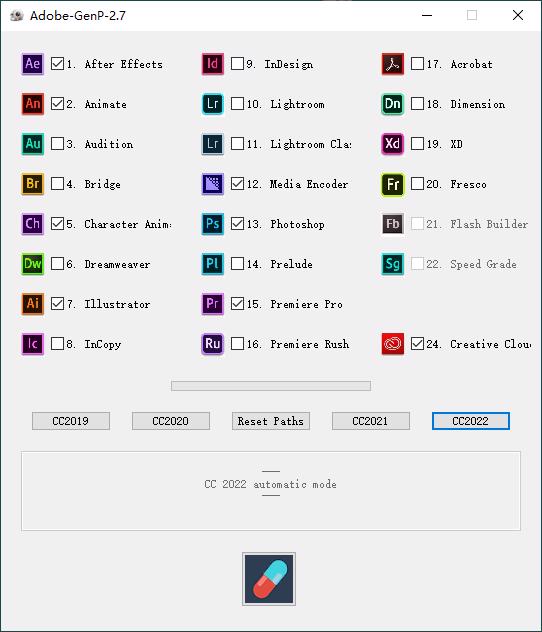 Adobe-GenP-2.7
Ae 1. After Effects
Id 9. InDesign
17. Acrobat
An 2. Animate
Lr 10. Lightroom
Dn 18. Dimension
Au 3. Audition
Lr 11. Lightroom Clas
Xd 19. XD
Br 4. Bridge
12. Media Encoder
Fr 20. Fresco
Ch 5. Character Anim
Ps 13. Photoshop
Fb 21. Flash Builder
Dw 6. Dreamweaver
Pl 14. Prelude
Sg 22. Speed Grade
Ai 7. Illustrator
Pr 15. Premiere Pro
Ic 8. InCopy
Ru 16. Premiere Rush
24. Creative Clou
CC2019
CC2020
Reset Paths
CC2021
CC2022
CC 2022 automatic mode